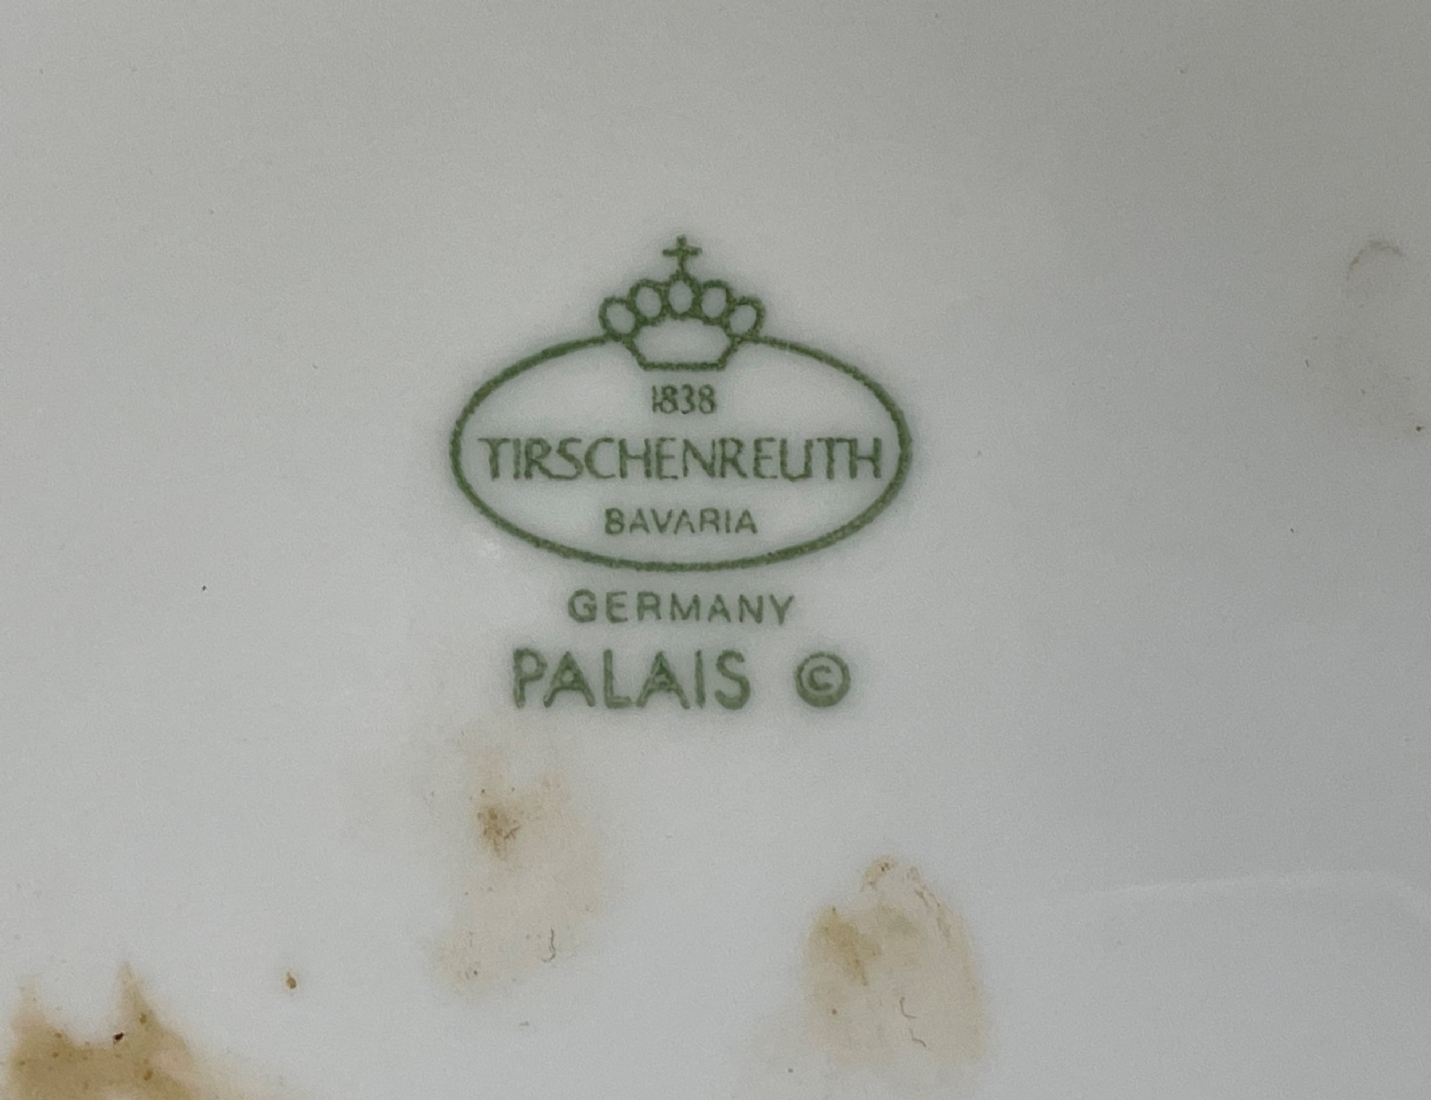 1838
TIRSCHENREUTH
BAVARIA
GERMANY
PALAIS ©